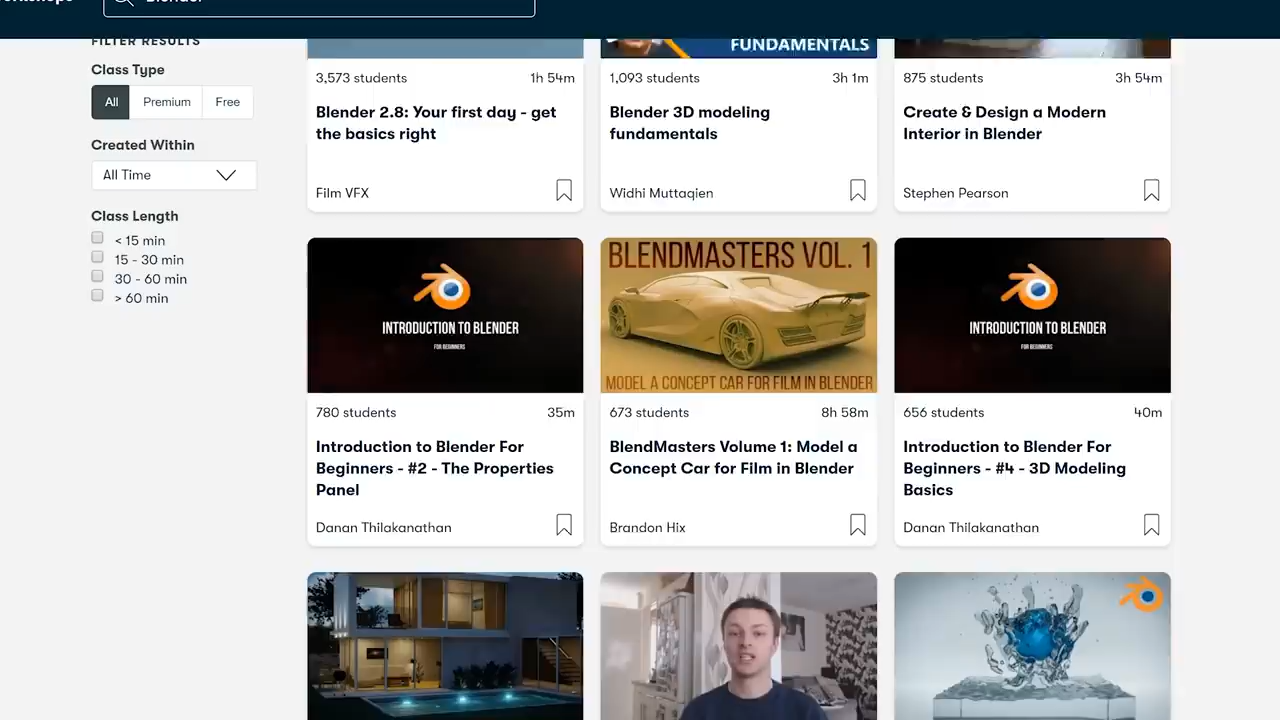 Blender
FILTER RESULTS
Class Type
All
Premium
Free
Created Within
All Time
Class Length
< 15 min
15 - 30 min
30 - 60 min
> 60 min
3,573 students
1h 54m
Blender 2.8: Your first day - get
the basics right
Film VFX
FUNDAMENTALS
1,093 students
3h 1m
Blender 3D modeling
fundamentals
Widhi Muttaqien
875 students
3h 54m
Create & Design a Modern
Interior in Blender
Stephen Pearson
INTRODUCTION TO BLENDER
FOR BEGINNERS
780 students
35m
Introduction to Blender For
Beginners - #2 - The Properties
Panel
Danan Thilakanathan
BLENDMASTERS VOL. 1
MODEL A CONCEPT CAR FOR FILM IN BLENDER
673 students
8h 58m
BlendMasters Volume 1: Model a
Concept Car for Film in Blender
Brandon Hix
INTRODUCTION TO BLENDER
FOR BEGINNERS
656 students
40m
Introduction to Blender For
Beginners - #4 - 3D Modeling
Basics
Danan Thilakanathan